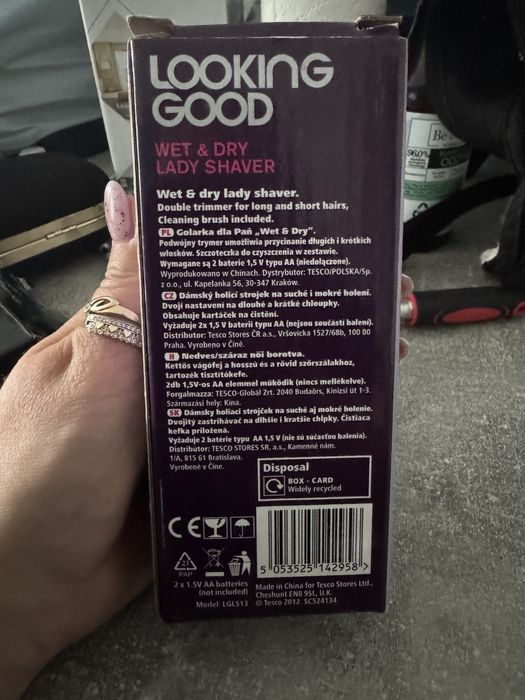 LOOKING
GOOD
WET & DRY
LADY SHAVER
Wet & dry lady shaver.
Double trimmer for long and short hairs,
Cleaning brush included.
PL Golarka dla Pań „Wet & Dry".
Podwójny trymer umożliwia przycinanie długich i krótkich
włosków. Szczoteczka do czyszczenia w zestawie.
Wymagane są 2 baterie 1,5 V typu AA (niedołączone).
Wyprodukowano w Chinach. Dystrybutor: TESCO/POLSKA/Sp.
z o.o., ul. Kapelanka 56, 30-347 Kraków.
CZ Dámský holicí strojek na suché i mokré holení.
Dvojí nastavení na dlouhé a krátké chloupky.
Obsahuje kartáček na čistění.
Vyžaduje 2x 1,5 V baterii typu AA (nejsou součástí balení).
Distributor: Tesco Stores ČR a.s., Vršovická 1527/68b, 100 00
Praha. Vyrobeno v Číně.
H Nedves/száraz női borotva.
Kettős vágófej a hosszú és a rövid szőrszálakhoz,
tartozék tisztítókefe.
2db 1,5V-os AA elemmel működik (nincs mellékelve).
Forgalmazza: TESCO-Global Zrt. 2040 Budaörs, Kinizsi út 1-3.
Származási hely: Kína.
SK Dámsky holiaci strojček na suché aj mokré holenie.
Dvojitý zastrihávač na dlhšie i kratšie chĺpky. Čistiaca
kefka priložená.
Vyžaduje 2 batérie typu AA 1,5 V (nie sú súčasťou balenia).
Distributor: TESCO STORES SR, a.s., Kamenné nám.
1/A, 815 61 Bratislava.
Vyrobené v Číne.
Disposal
BOX - CARD
Widely recycled
CE
21
PAP
5 053525 142958 >
2 x 1.5V AA batteries
(not included)
Model: LGLS13
Made in China for Tesco Stores Ltd.,
Cheshunt EN8 9SL, U.K.
© Tesco 2012. SC524134.
Be